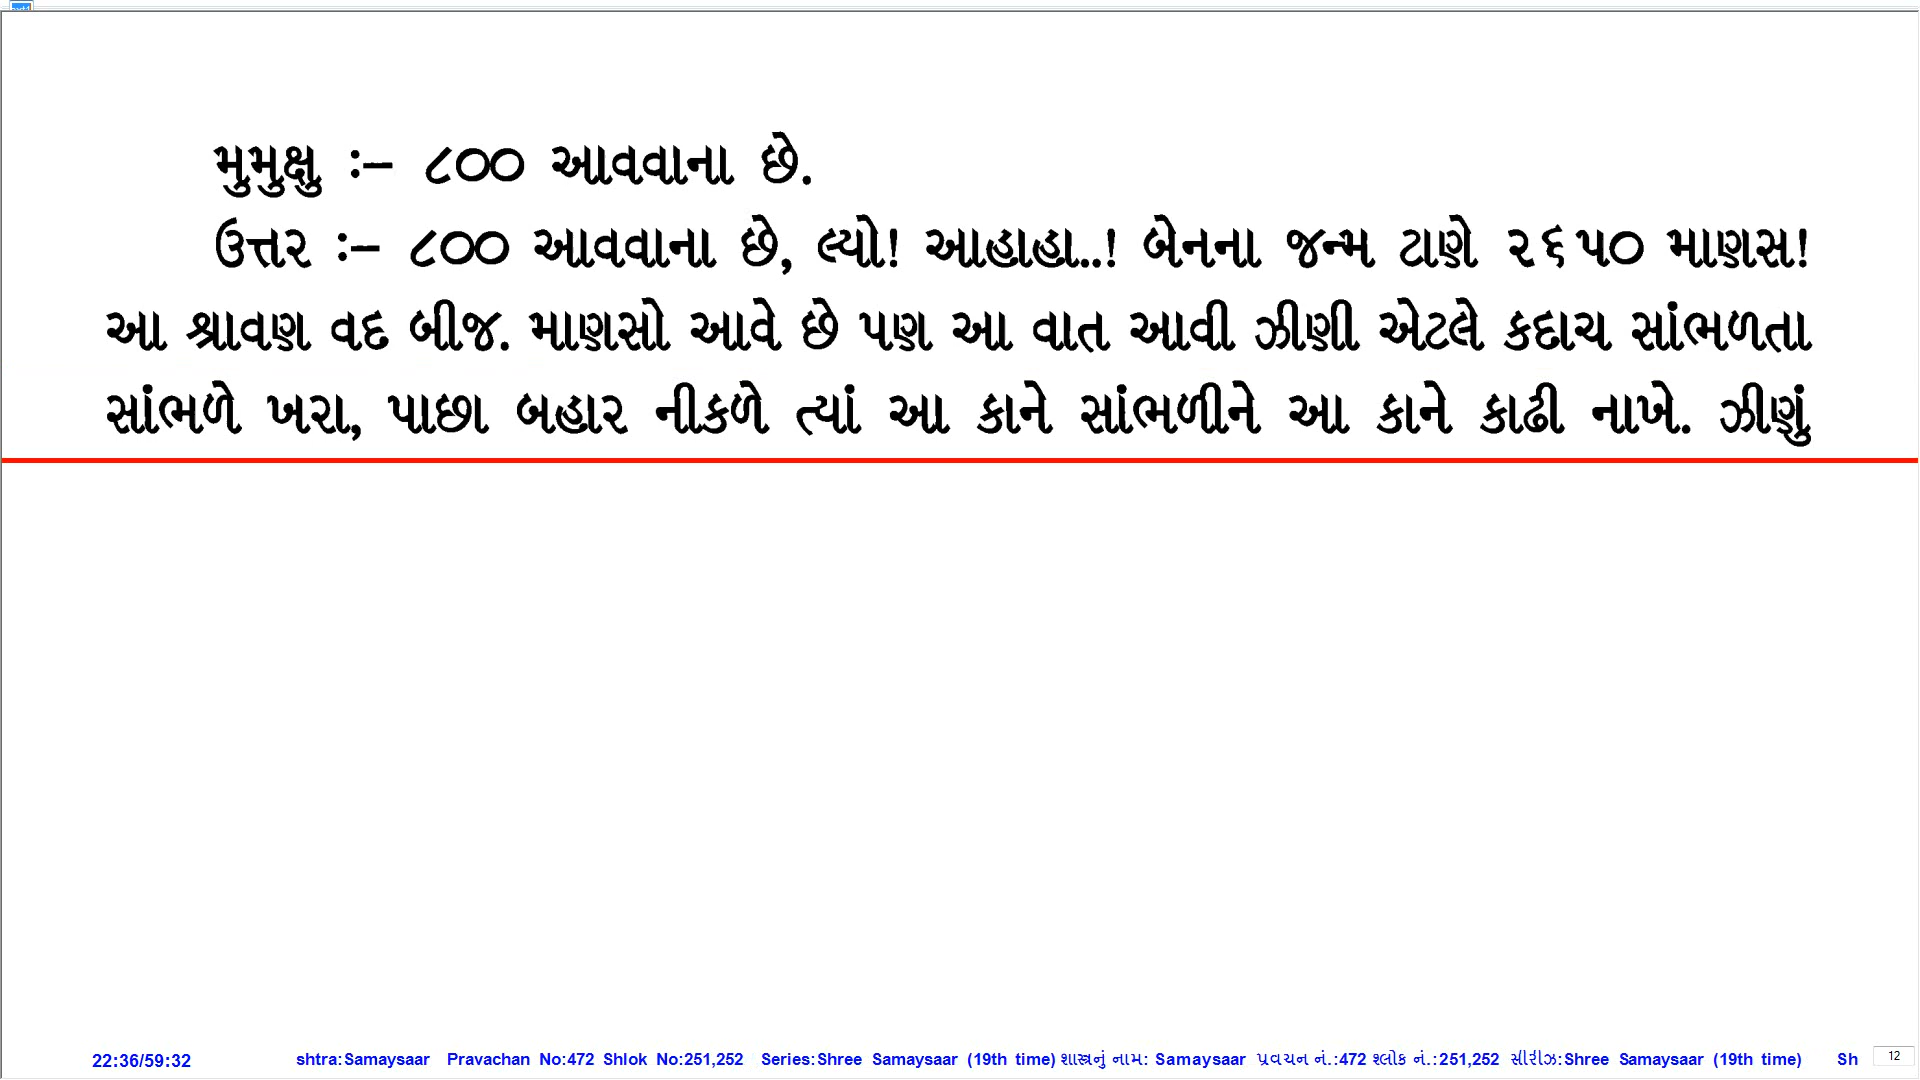 મુમુક્ષુ :– ૮૦૦ આવવાના છે.
ઉત્તર :– ૮૦૦ આવવાના છે, લ્યો! આહાહા..! બેનના જન્મ ટાણે ૨૬૫૦ માણસ!
આ શ્રાવણ વદ બીજ. માણસો આવે છે પણ આ વાત આવી ઝીણી એટલે કદાચ સાંભળતા
સાંભળે ખરા, પાછા બહાર નીકળે ત્યાં આ કાને સાંભળીને આ કાને કાઢી નાખે. ઝીણું
22:36/59:32 shtra:Samaysaar Pravachan No:472 Shlok No:251,252 Series:Shree Samaysaar (19th time) શાસ્ત્રનું નામ: Samaysaar પ્રવચન નં.:472 શ્લોક નં.:251,252 સીરીઝ:Shree Samaysaar (19th time) Sh 12